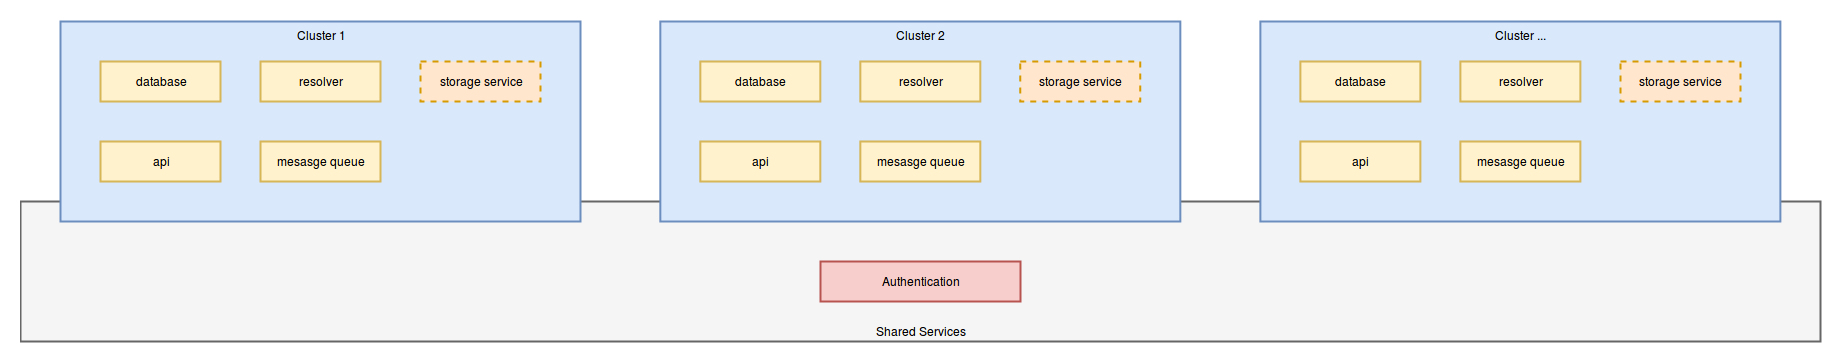 Cluster 1
database
resolver
storage service
api
mesasge queue
Cluster 2
database
resolver
storage service
api
mesasge queue
Cluster ...
database
resolver
storage service
api
mesasge queue
Authentication
Shared Services